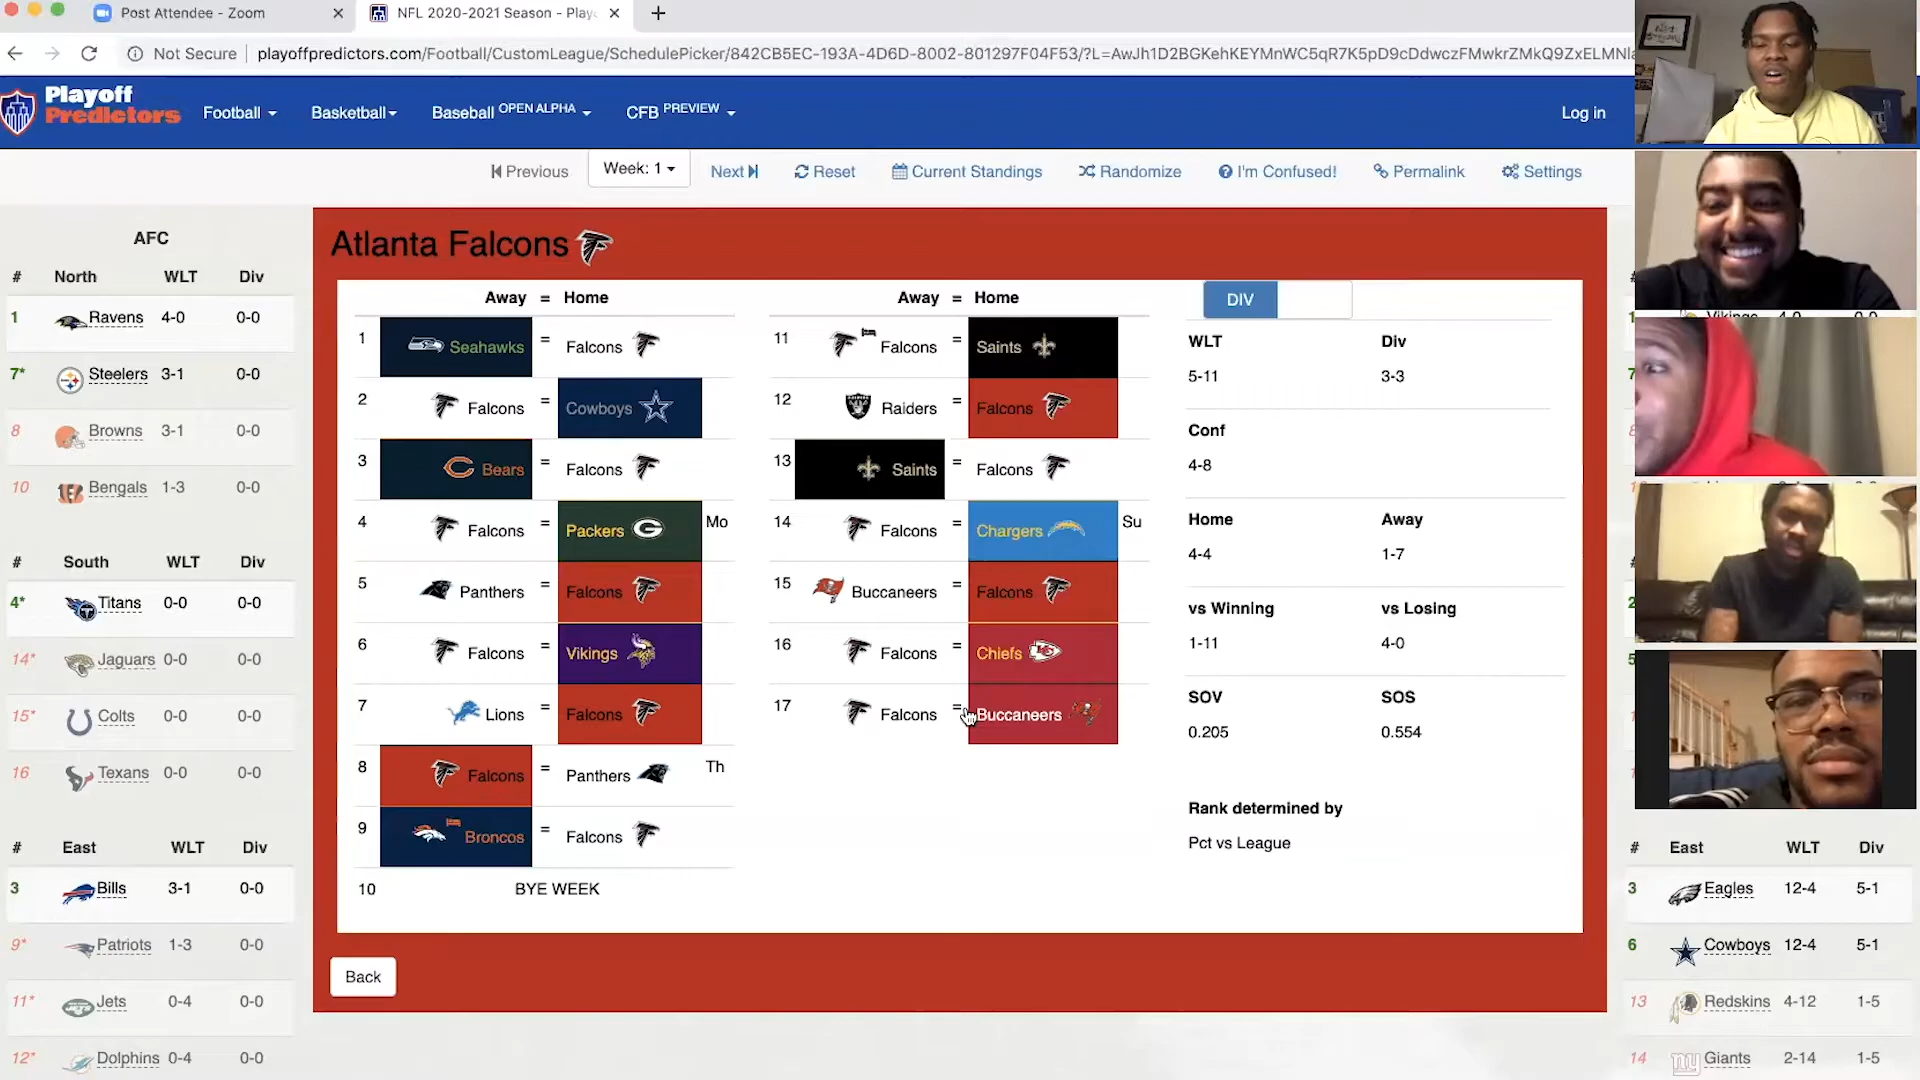 Post Attendee - Zoom
NFL 2020-2021 Season - Play
Not Secure
playoffpredictors.com/Football/CustomLeague/SchedulePicker/842CB5EC-193A-4D6D-8002-801297F04F53/?L=AwJh1D2BGKehKEYMnWC5qR7K5pD9cDdwczFMwkrZMkQ9ZxELMNl
Playoff
Predictors
Football
Basketball
Baseball OPEN ALPHA
CFB PREVIEW
Log in
Previous
Week: 1
Next
Reset
Current Standings
Randomize
I'm Confused!
Permalink
Settings
AFC
# North WLT Div
1 Ravens 4-0 0-0
7* Steelers 3-1 0-0
8 Browns 3-1 0-0
10 Bengals 1-3 0-0
# South WLT Div
4* Titans 0-0 0-0
14* Jaguars 0-0 0-0
15* Colts 0-0 0-0
16 Texans 0-0 0-0
# East WLT Div
3 Bills 3-1 0-0
9* Patriots 1-3 0-0
11* Jets 0-4 0-0
12* Dolphins 0-4 0-0
Atlanta Falcons
Away = Home
1 Seahawks = Falcons
2 Falcons = Cowboys
3 Bears = Falcons
4 Falcons = Packers Mo
5 Panthers = Falcons
6 Falcons = Vikings
7 Lions = Falcons
8 Falcons = Panthers Th
9 Broncos = Falcons
10 BYE WEEK
Away = Home
11 Falcons = Saints
12 Raiders = Falcons
13 Saints = Falcons
14 Falcons = Chargers Su
15 Buccaneers = Falcons
16 Falcons = Chiefs
17 Falcons = Buccaneers
DIV
WLT Div
5-11 3-3
Conf
4-8
Home Away
4-4 1-7
vs Winning vs Losing
1-11 4-0
SOV SOS
0.205 0.554
Rank determined by
Pct vs League
Back
# East WLT Div
3 Eagles 12-4 5-1
6 Cowboys 12-4 5-1
13 Redskins 4-12 1-5
14 Giants 2-14 1-5